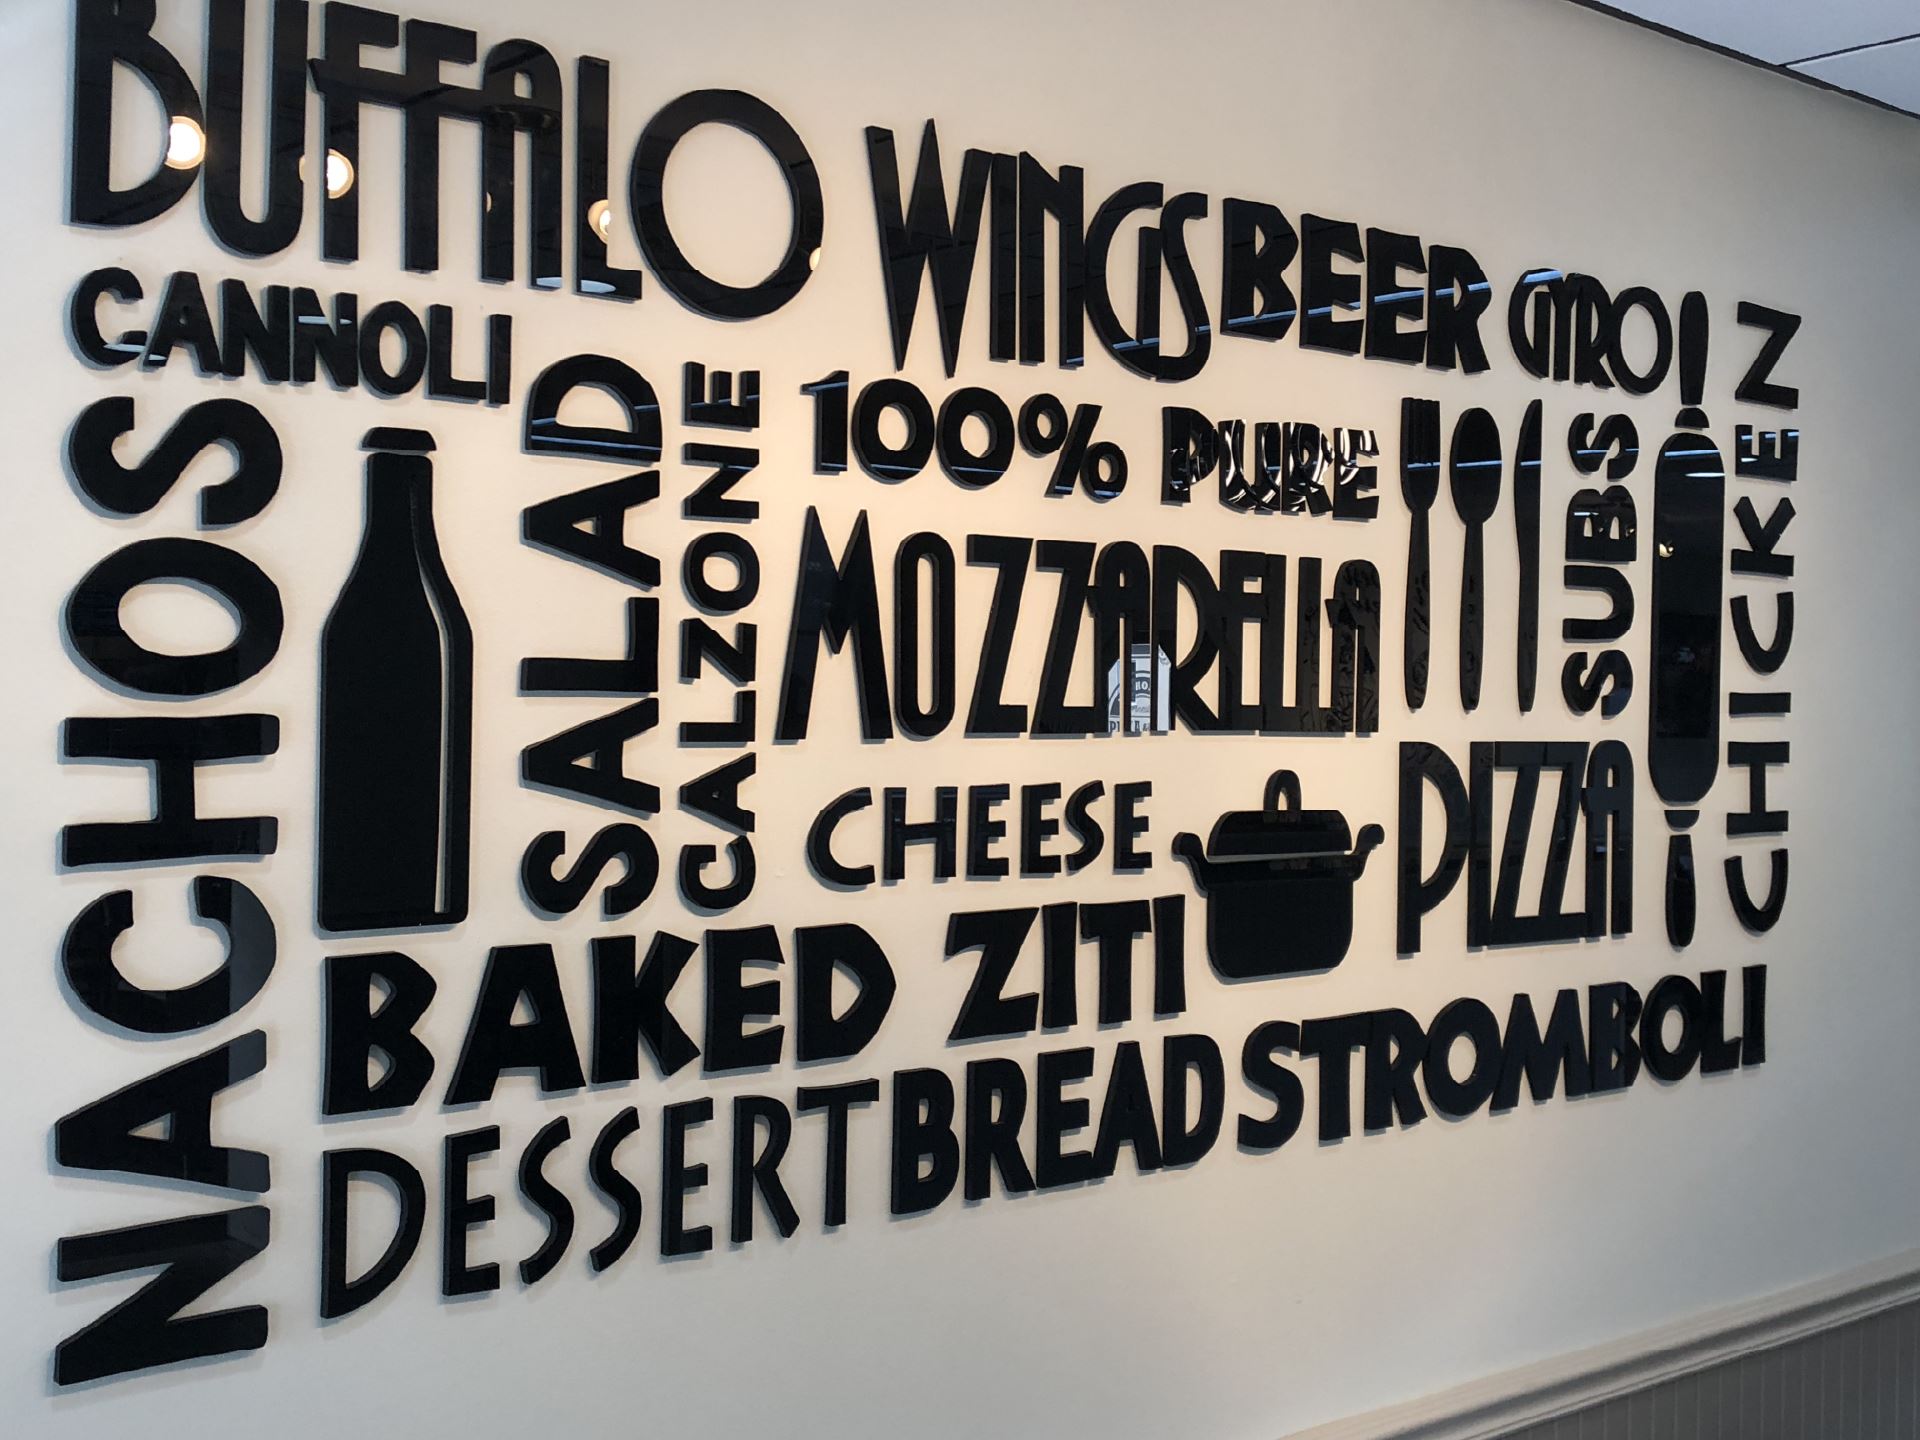 BUFFALO WINGS BEER GYRO
CANNOLI
NACHOS
SALAD
CALZONE
100% PURE
MOZZARELLA
CHEESE
SUBS
CHICKEN
PIZZA
BAKED ZITI
DESSERT BREAD STROMBOLI